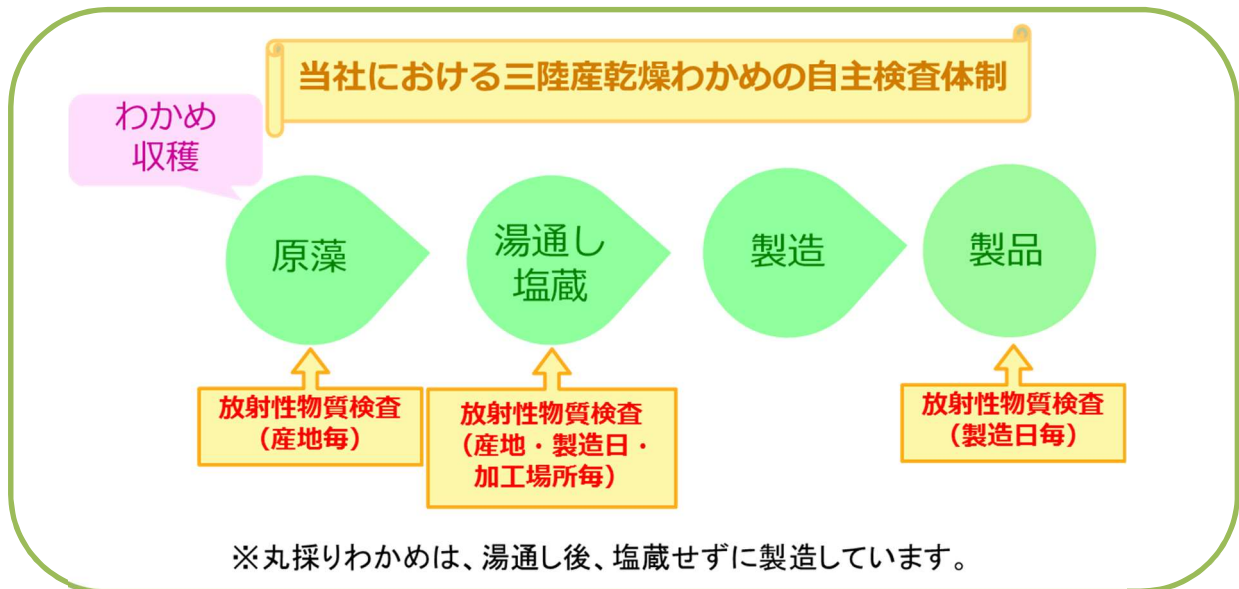 当社における三陸産乾燥わかめの自主検査体制
わかめ
収穫
原藻
湯通し
塩蔵
製造
製品
放射性物質検査
（産地毎）
放射性物質検査
（産地・製造日・
加工場所毎）
放射性物質検査
（製造日毎）
※丸採りわかめは、湯通し後、塩蔵せずに製造しています。